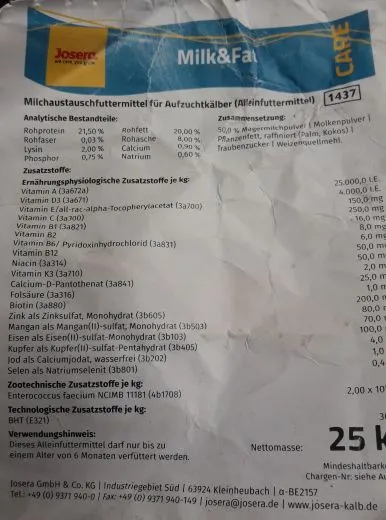 Josera
Milk&Fat
CARE
Milchaustauschfuttermittel für Aufzuchtkälber (Alleinfuttermittel) 1437
Analytische Bestandteile:
Rohprotein 21,50 % Rohfett 20,00 %
Rohfaser 0,03 % Rohasche 8,00 %
Lysin 2,00 % Calcium 0,90 %
Phosphor 0,75 % Natrium 0,60 %
Zusammensetzung:
50,0 % Magermilchpulver | Molkenpulver |
Pflanzenfett, raffiniert (Palm, Kokos) |
Traubenzucker | Weizenquellmehl.
Zusatzstoffe:
Ernährungsphysiologische Zusatzstoffe je kg:
Vitamin A (3a672a) 25.000,0 I.E.
Vitamin D3 (3a671) 4.000,0 I.E.
Vitamin E/all-rac-alpha-Tocopherylacetat (3a700) 150,0 mg
Vitamin C (3a300) 250,0 mg
Vitamin B1 (3a821) 16,0 mg
Vitamin B2 8,0 mg
Vitamin B6/ Pyridoxinhydrochlorid (3a831) 6,0 mg
Vitamin B12 50,0
Niacin (3a314) 50,0
Vitamin K3 (3a710) 2,0 m
Calcium-D-Pantothenat (3a841) 25,0
Folsäure (3a316) 1,0 m
Biotin (3a880) 200,0
Zink als Zinksulfat, Monohydrat (3b605) 80,0
Mangan als Mangan(II)-sulfat, Monohydrat (3b503) 70,0
Eisen als Eisen(II)-sulfat-Monohydrat (3b103) 100,0
Kupfer als Kupfer(II)-sulfat-Pentahydrat (3b405) 4,0
Jod als Calciumjodat, wasserfrei (3b202) 1,0
Selen als Natriumselenit (3b801) 0,4
Zootechnische Zusatzstoffe je kg:
Enterococcus faecium NCIMB 11181 (4b1708) 2,00 x 10
Technologische Zusatzstoffe je kg:
BHT (E321)
Verwendungshinweis:
Dieses Alleinfuttermittel darf nur bis zu
einem Alter von 6 Monaten verfüttert werden.
Nettomasse: 25 k
Mindesthaltbark
Chargen-Nr: siehe Au
Josera GmbH & Co. KG | Industriegebiet Süd | 63924 Kleinheubach | α-BE2157
Tel.: +49 (0) 9371 940-0 | Fax: +49 (0) 9371 940-149 | josera@josera.de | www.josera-kalb.de